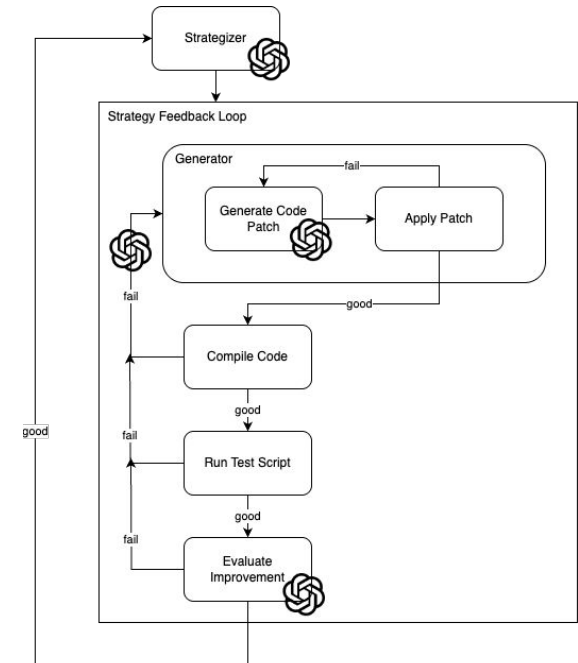 Strategizer
Strategy Feedback Loop
Generator
fail
Generate Code
Patch
Apply Patch
fail
good
Compile Code
good
good
fail
Run Test Script
good
fail
Evaluate
Improvement